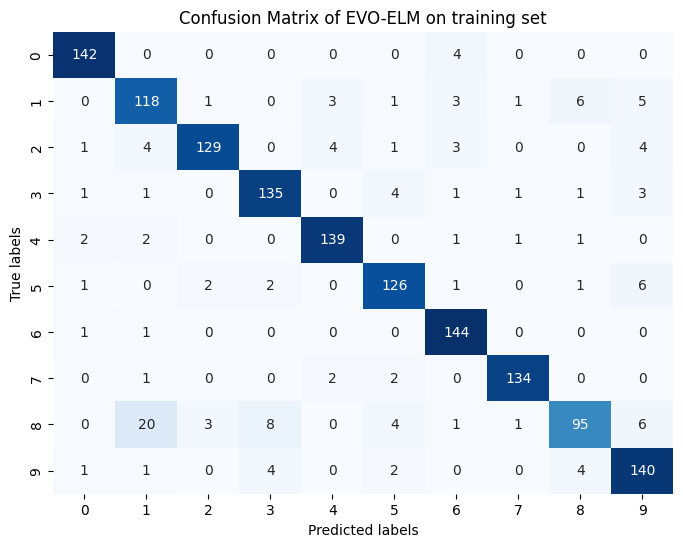 Confusion Matrix of EVO-ELM on training set
True labels
0 142 0 0 0 0 0 4 0 0 0
1 0 118 1 0 3 1 3 1 6 5
2 1 4 129 0 4 1 3 0 0 4
3 1 1 0 135 0 4 1 1 1 3
4 2 2 0 0 139 0 1 1 1 0
5 1 0 2 2 0 126 1 0 1 6
6 1 1 0 0 0 0 144 0 0 0
7 0 1 0 0 2 2 0 134 0 0
8 0 20 3 8 0 4 1 1 95 6
9 1 1 0 4 0 2 0 0 4 140
0 1 2 3 4 5 6 7 8 9
Predicted labels